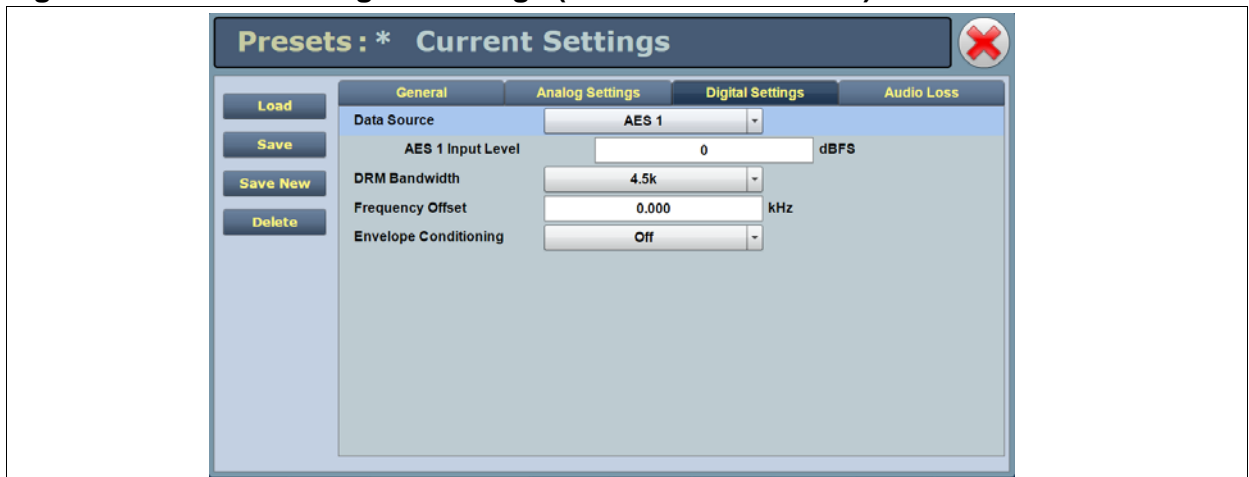 Presets:* Current Settings
Load
Save
Save New
Delete
General Analog Settings Digital Settings Audio Loss
Data Source AES 1
AES 1 Input Level 0 dBFS
DRM Bandwidth 4.5k
Frequency Offset 0.000 kHz
Envelope Conditioning Off